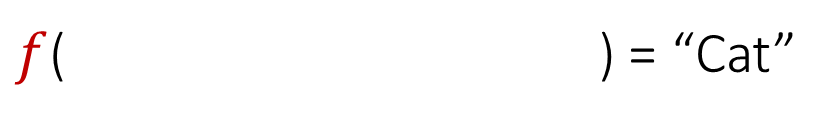 f ( ) = “Cat”